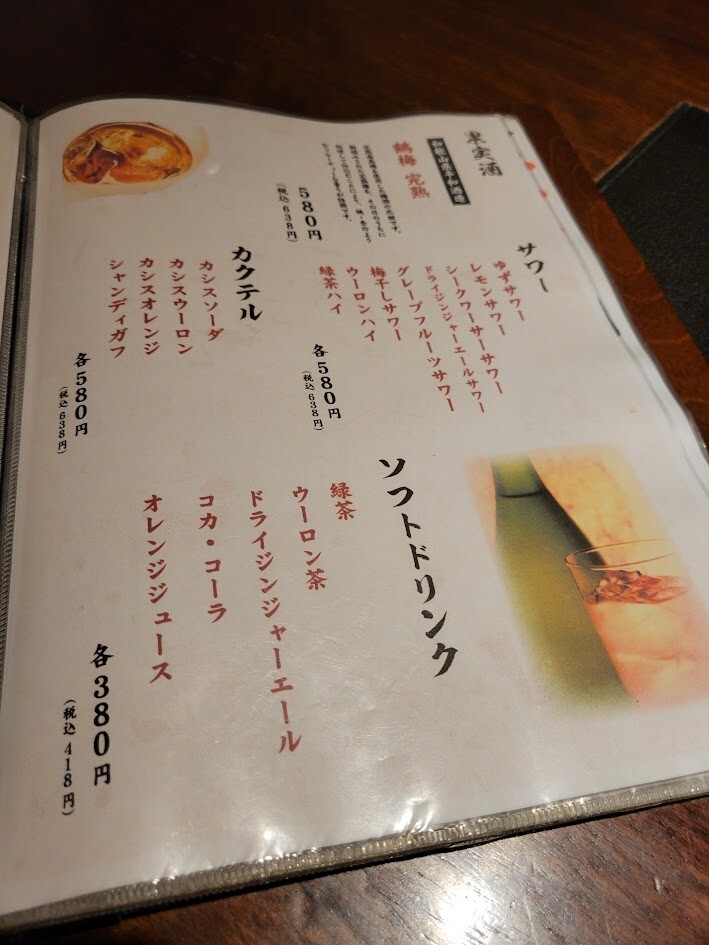 果実酒
和歌山県平和酒造
鶴梅 完熟
580円
(税込 638円)
サワー
ゆずサワー
レモンサワー
シークワーサーサワー
ドライジンジャーエールサワー
グレープフルーツサワー
梅干しサワー
ウーロンハイ
緑茶ハイ
各580円
(税込 638円)
カクテル
カシスソーダ
カシスウーロン
カシスオレンジ
シャンディガフ
各580円
(税込 638円)
ソフトドリンク
緑茶
ウーロン茶
ドライジンジャーエール
コカ・コーラ
オレンジジュース
各380円
(税込 418円)